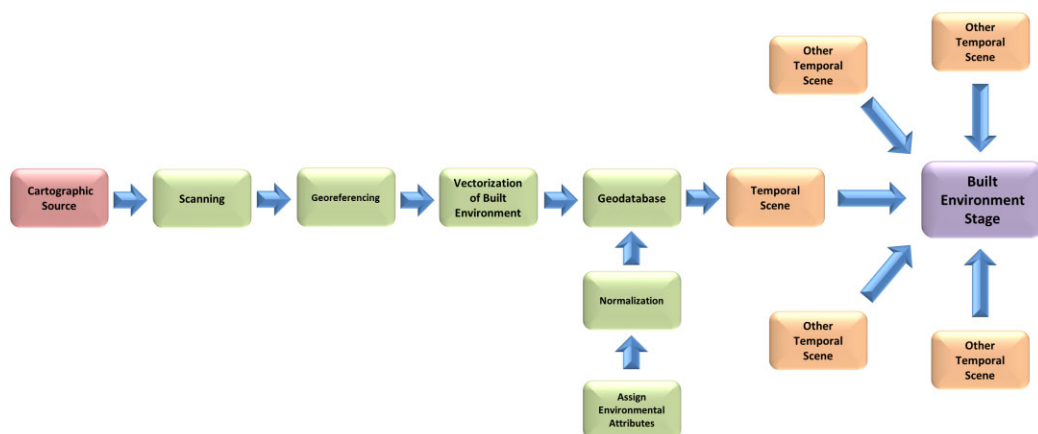 Other
Temporal
Scene
Other
Temporal
Scene
Cartographic
Source
Scanning
Georeferencing
Vectorization
of Built
Environment
Geodatabase
Temporal
Scene
Built
Environment
Stage
Normalization
Other
Temporal
Scene
Other
Temporal
Scene
Assign
Environmental
Attributes